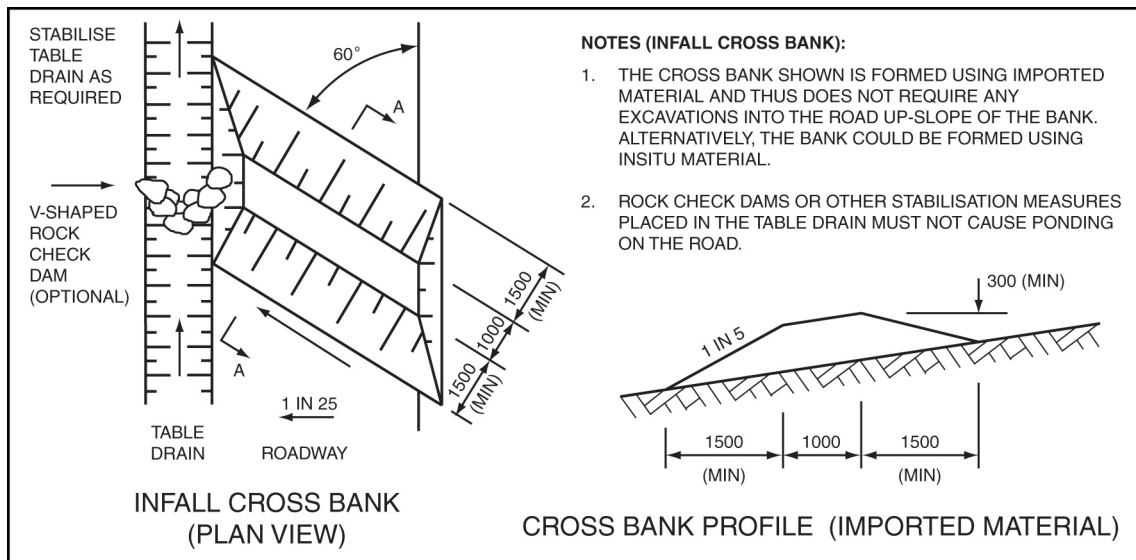 STABILISE
TABLE
DRAIN AS
REQUIRED
60°
A
V-SHAPED
ROCK
CHECK
DAM
(OPTIONAL)
A
1500
(MIN)
1000
1500
(MIN)
1 IN 25
TABLE
DRAIN
ROADWAY
INFALL CROSS BANK
(PLAN VIEW)
NOTES (INFALL CROSS BANK):
1. THE CROSS BANK SHOWN IS FORMED USING IMPORTED
MATERIAL AND THUS DOES NOT REQUIRE ANY
EXCAVATIONS INTO THE ROAD UP-SLOPE OF THE BANK.
ALTERNATIVELY, THE BANK COULD BE FORMED USING
INSITU MATERIAL.
2. ROCK CHECK DAMS OR OTHER STABILISATION MEASURES
PLACED IN THE TABLE DRAIN MUST NOT CAUSE PONDING
ON THE ROAD.
300 (MIN)
1 IN 5
1500
(MIN)
1000
1500
(MIN)
CROSS BANK PROFILE (IMPORTED MATERIAL)